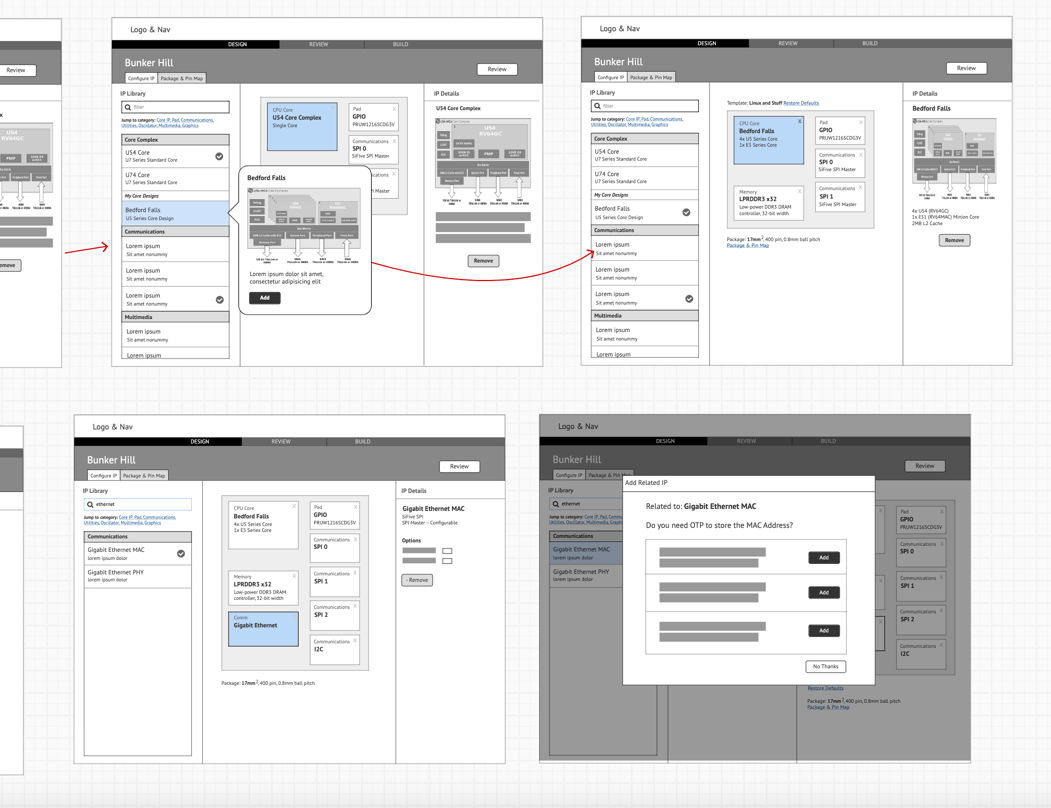 Review
U54
RV64GC
PMP
move
Logo & Nav
DESIGN
REVIEW
BUILD
Bunker Hill
Review
Configure IP
Package & Pin Map
IP Library
filter
Jump to category: Core IP, Pad, Communications,
Utilities, Oscillator, Multimedia, Graphics
Core Complex
U54 Core
U7 Series Standard Core
U74 Core
U7 Series Standard Core
My Core Designs
Bedford Falls
U5 Series Core Design
Communications
Lorem ipsum
Sit amet nonummy
Lorem ipsum
Sit amet nonummy
Lorem ipsum
Sit amet nonummy
Multimedia
Lorem ipsum
Sit amet nonummy
Lorem ipsum
CPU Core
U54 Core Complex
Single Core
Pad
X
GPIO
PRUW1216SCDG3V
Communications
X
SPI 0
SiFive SPI Master
X
SPI Master
Bedford Falls
Lorem ipsum dolor sit amet,
consectetur adipisicing elit
Add
IP Details
U54 Core Complex
U54
RV64GC
PMP
Remove
Logo & Nav
DESIGN
REVIEW
BUILD
Bunker Hill
Review
Configure IP
Package & Pin Map
IP Library
filter
Jump to category: Core IP, Pad, Communications,
Utilities, Oscillator, Multimedia, Graphics
Core Complex
U54 Core
U7 Series Standard Core
U74 Core
U7 Series Standard Core
Bedford Falls
U5 Series Core Design
Communications
Lorem ipsum
Sit amet nonummy
Lorem ipsum
Sit amet nonummy
Lorem ipsum
Sit amet nonummy
Multimedia
Lorem ipsum
Sit amet nonummy
Lorem ipsum
Template: Linux and Stuff Restore Defaults
CPU Core
X
Bedford Falls
4x U5 Series Core
1x E5 Series Core
Pad
X
GPIO
PRUW1216SCDG3V
Communications
X
SPI 0
SiFive SPI Master
Memory
X
LPRDDR3 x32
Low-power DDR3 DRAM
controller, 32-bit width
Communications
X
SPI 1
Package: 17mm2, 400 pin, 0.8mm ball pitch
Package & Pin Map
IP Details
Bedford Falls
4x U54 (RV64GC)
1x E51 (RV64MAC) Minion Core
2MB L2 Cache
Remove
Logo & Nav
DESIGN
REVIEW
BUILD
Bunker Hill
Review
Configure IP
Package & Pin Map
IP Library
ethernet
Jump to category: Core IP, Pad, Communications,
Utilities, Oscillator, Multimedia, Graphics
Communications
Gigabit Ethernet MAC
lorem ipsum dolor
Gigabit Ethernet PHY
lorem ipsum dolor
CPU Core
X
Bedford Falls
4x U5 Series Core
1x E5 Series Core
Pad
X
GPIO
PRUW1216SCDG3V
Communications
X
SPI 0
Memory
X
LPRDDR3 x32
Low-power DDR3 DRAM
controller, 32-bit width
Communications
X
SPI 1
Comm
Gigabit Ethernet
Communications
X
SPI 2
Communications
X
I2C
Package: 17mm2, 400 pin, 0.8mm ball pitch
IP Details
Gigabit Ethernet MAC
SiFive SPI
SPI Master – Configurable
Options
- Remove
Logo & Nav
DESIGN
REVIEW
BUILD
Bunker Hill
Review
Configure IP
Package & Pin Map
IP Library
ethernet
Jump to category: Core IP, Pad, Commun
Utilities, Oscillator, Multimedia, Graphics
Communications
Gigabit Ethernet MAC
lorem ipsum dolor
Gigabit Ethernet PHY
lorem ipsum dolor
Add Related IP
Related to: Gigabit Ethernet MAC
Do you need OTP to store the MAC Address?
Add
Add
Add
No Thanks
Pad
X
GPIO
PRUW1216SCDG3V
Communications
X
SPI 0
Communications
X
SPI 1
Communications
X
SPI 2
Communications
X
I2C
Restore Defaults
Package: 17mm2, 400 pin, 0.8mm ball pitch
Package & Pin Map